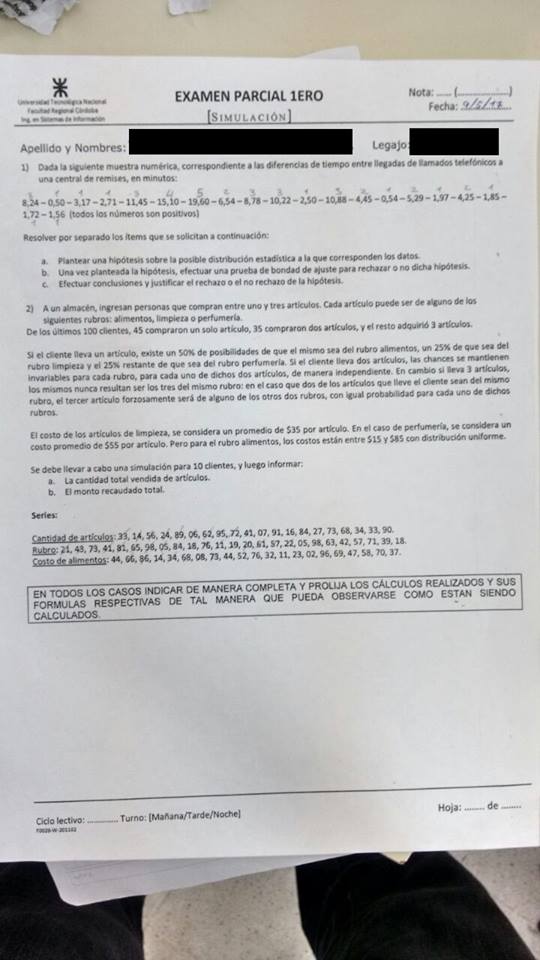 Universidad Tecnológica Nacional
Facultad Regional Córdoba
Ing. en Sistemas de Información
EXAMEN PARCIAL 1ERO
[SIMULACIÓN]
Nota: ..... (..................)
Fecha: 9/5/18
Apellido y Nombres:
Legajo:
1) Dada la siguiente muestra numérica, correspondiente a las diferencias de tiempo entre llegadas de llamados telefónicos a
una central de remises, en minutos:
8,24 – 0,50 – 3,17 – 2,71 – 11,45 – 15,10 – 19,60 – 6,54 – 8,78 – 10,22 – 2,50 – 10,88 – 4,45 – 0,54 – 5,29 – 1,97 – 4,25 – 1,85 –
1,72 – 1,56 (todos los números son positivos)
Resolver por separado los ítems que se solicitan a continuación:
a. Plantear una hipótesis sobre la posible distribución estadística a la que corresponden los datos.
b. Una vez planteada la hipótesis, efectuar una prueba de bondad de ajuste para rechazar o no dicha hipótesis.
c. Efectuar conclusiones y justificar el rechazo o el no rechazo de la hipótesis.
2) A un almacén, ingresan personas que compran entre uno y tres artículos. Cada artículo puede ser de alguno de los
siguientes rubros: alimentos, limpieza o perfumería.
De los últimos 100 clientes, 45 compraron un solo artículo, 35 compraron dos artículos, y el resto adquirió 3 artículos.
Si el cliente lleva un artículo, existe un 50% de posibilidades de que el mismo sea del rubro alimentos, un 25% de que sea del
rubro limpieza y el 25% restante de que sea del rubro perfumería. Si el cliente lleva dos artículos, las chances se mantienen
invariables para cada rubro, para cada uno de dichos dos artículos, de manera independiente. En cambio si lleva 3 artículos,
los mismos nunca resultan ser los tres del mismo rubro: en el caso que dos de los artículos que lleve el cliente sean del mismo
rubro, el tercer artículo forzosamente será de alguno de los otros dos rubros, con igual probabilidad para cada uno de dichos
rubros.
El costo de los artículos de limpieza, se considera un promedio de $35 por artículo. En el caso de perfumería, se considera un
costo promedio de $55 por artículo. Pero para el rubro alimentos, los costos están entre $15 y $85 con distribución uniforme.
Se debe llevar a cabo una simulación para 10 clientes, y luego informar:
a. La cantidad total vendida de artículos.
b. El monto recaudado total.
Series:
Cantidad de artículos: 33, 14, 56, 24, 89, 06, 62, 95, 72, 41, 07, 91, 16, 84, 27, 73, 68, 34, 33, 90.
Rubro: 21, 43, 73, 41, 81, 65, 98, 05, 84, 18, 76, 11, 19, 20, 61, 57, 22, 05, 98, 63, 42, 57, 71, 39, 18.
Costo de alimentos: 44, 66, 86, 14, 34, 68, 08, 73, 44, 52, 76, 32, 11, 23, 02, 96, 69, 47, 58, 70, 37.
EN TODOS LOS CASOS INDICAR DE MANERA COMPLETA Y PROLIJA LOS CÁLCULOS REALIZADOS Y SUS
FORMULAS RESPECTIVAS DE TAL MANERA QUE PUEDA OBSERVARSE COMO ESTAN SIENDO
CALCULADOS.
Ciclo lectivo: ............. Turno: [Mañana/Tarde/Noche]
Hoja: ........ de ........
F0028-W-201102